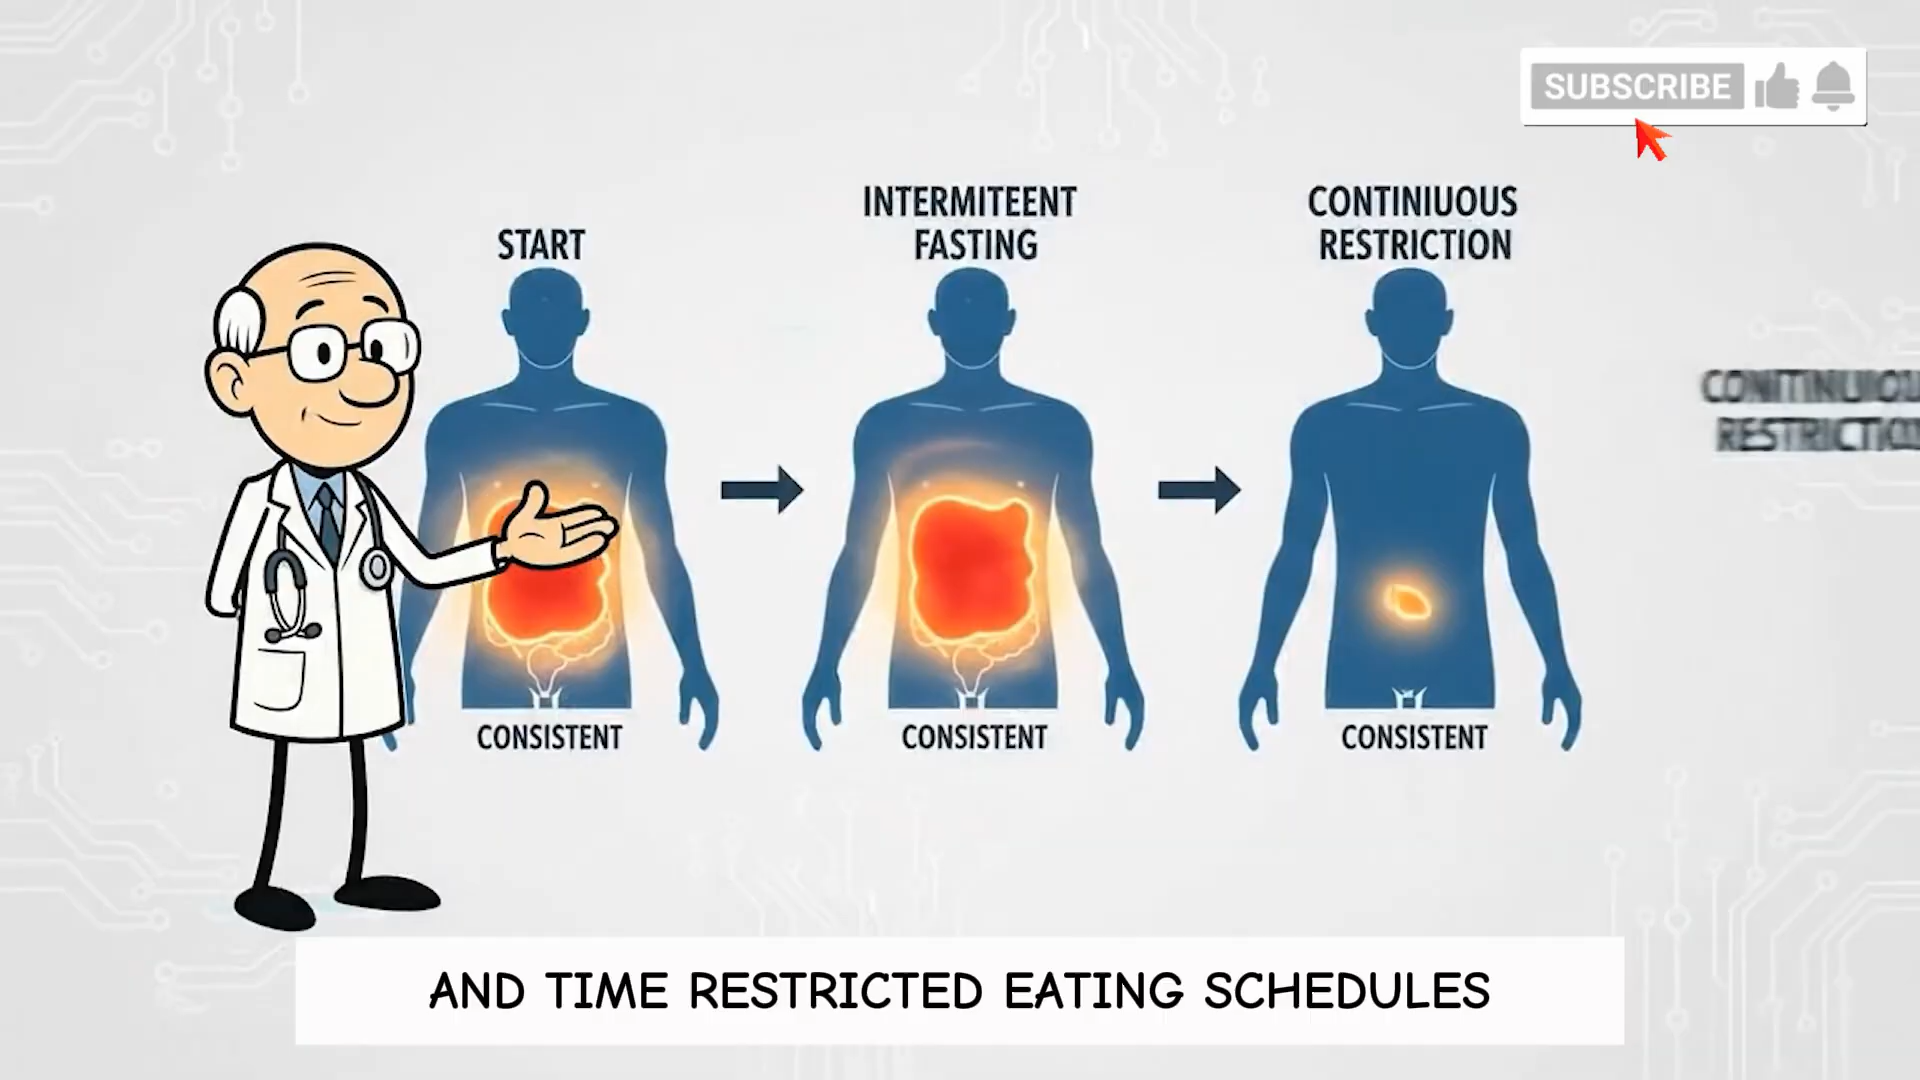 SUBSCRIBE
START
INTERMITEENT
FASTING
CONTINIUOUS
RESTRICTION
CONSISTENT
CONSISTENT
CONSISTENT
AND TIME RESTRICTED EATING SCHEDULES